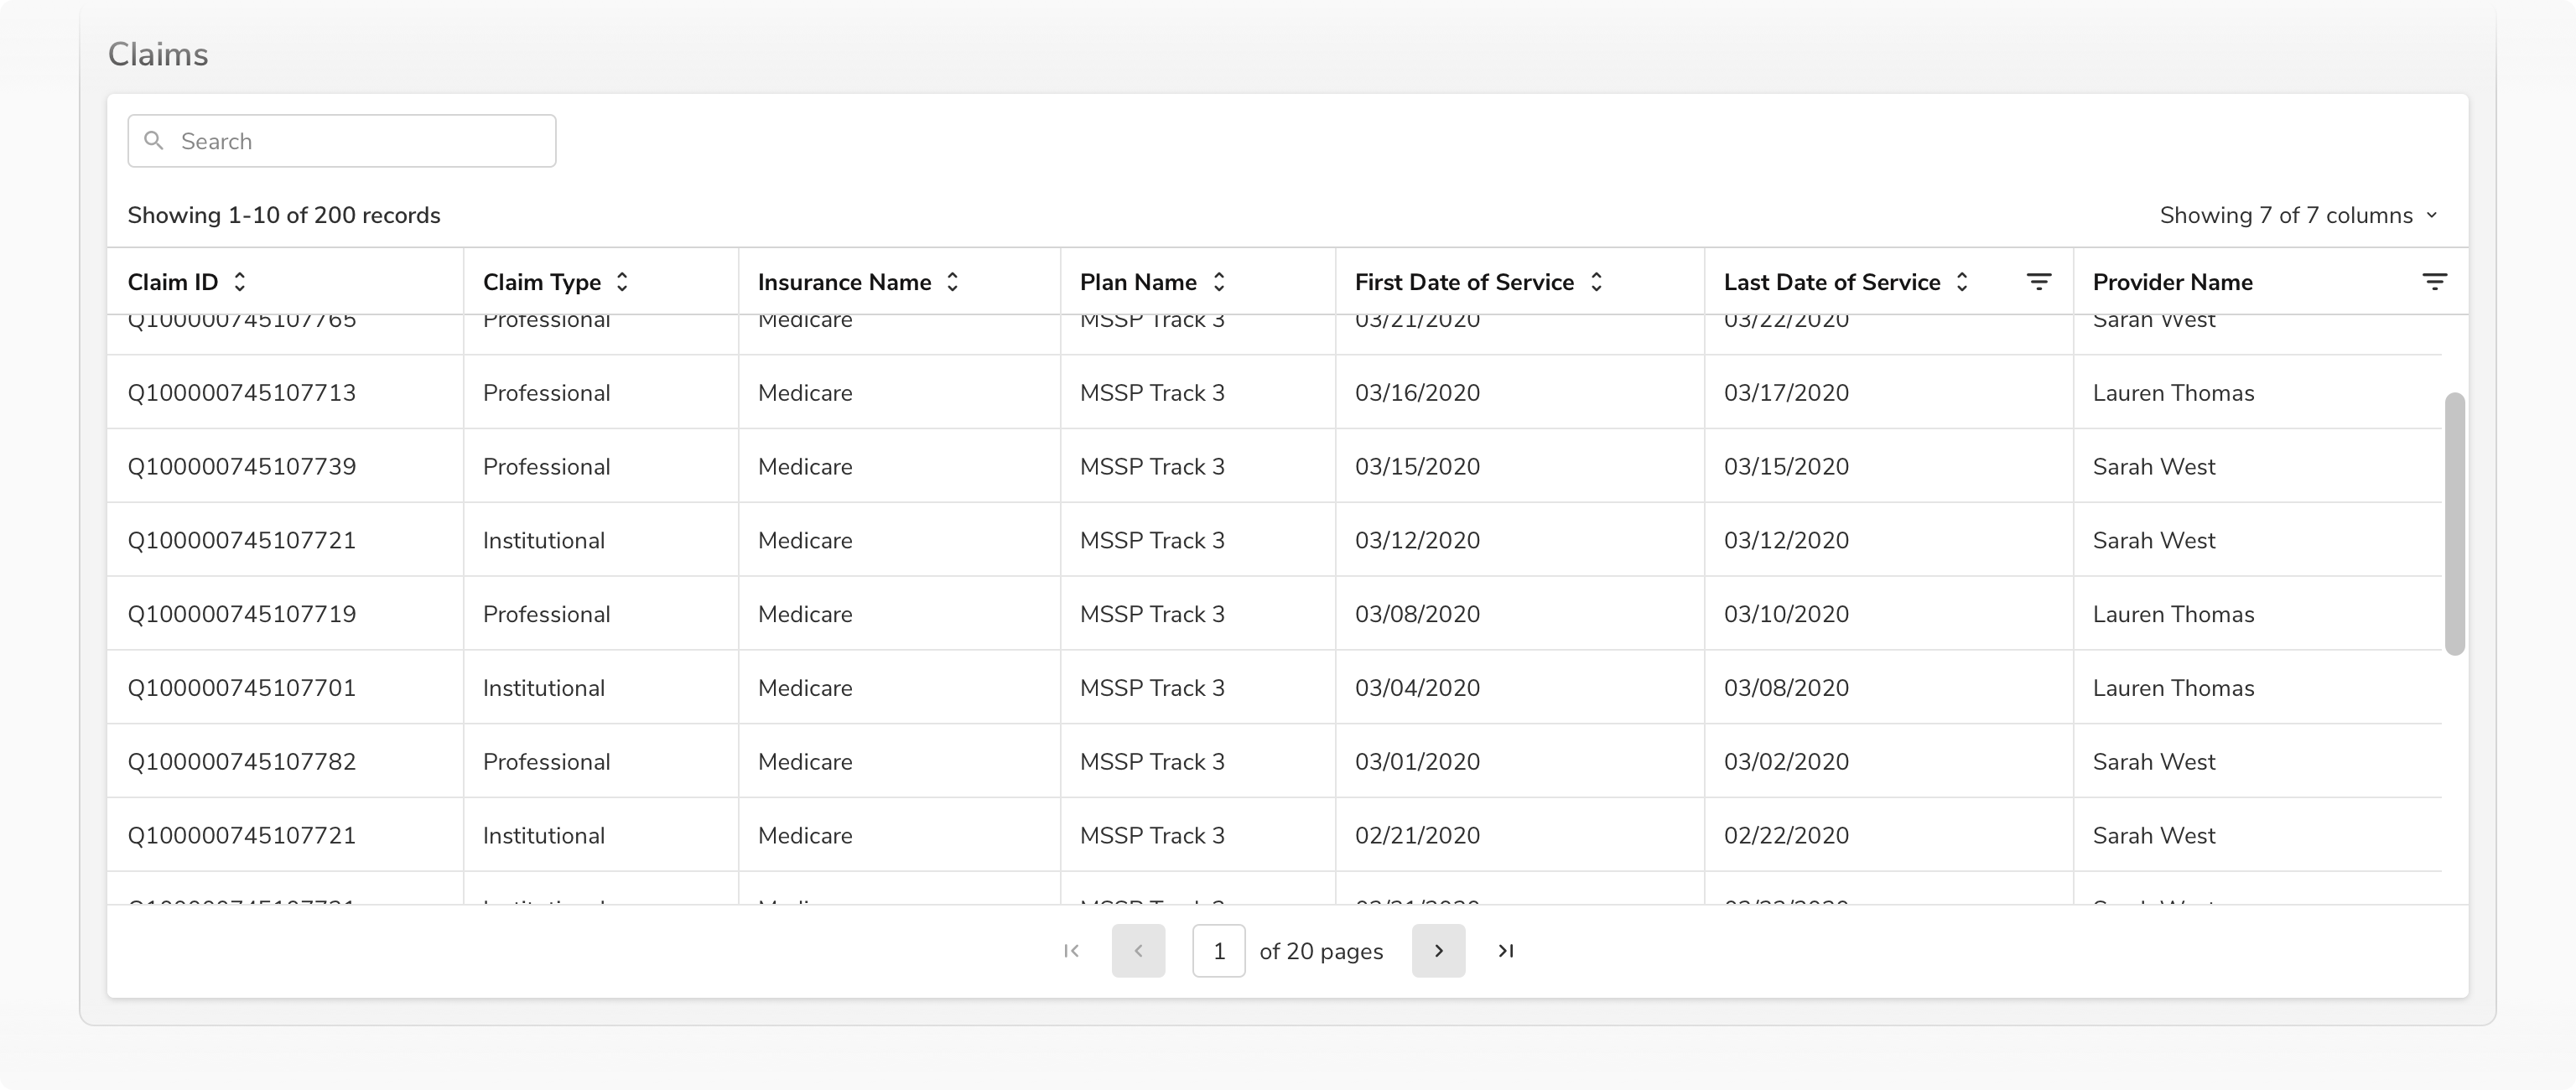 Claims
Search
Showing 1-10 of 200 records
Showing 7 of 7 columns
Claim ID Claim Type Insurance Name Plan Name First Date of Service Last Date of Service Provider Name
Q100000745107765 Professional Medicare MSSP Track 3 03/21/2020 03/22/2020 Sarah West
Q100000745107713 Professional Medicare MSSP Track 3 03/16/2020 03/17/2020 Lauren Thomas
Q100000745107739 Professional Medicare MSSP Track 3 03/15/2020 03/15/2020 Sarah West
Q100000745107721 Institutional Medicare MSSP Track 3 03/12/2020 03/12/2020 Sarah West
Q100000745107719 Professional Medicare MSSP Track 3 03/08/2020 03/10/2020 Lauren Thomas
Q100000745107701 Institutional Medicare MSSP Track 3 03/04/2020 03/08/2020 Lauren Thomas
Q100000745107782 Professional Medicare MSSP Track 3 03/01/2020 03/02/2020 Sarah West
Q100000745107721 Institutional Medicare MSSP Track 3 02/21/2020 02/22/2020 Sarah West
1 of 20 pages